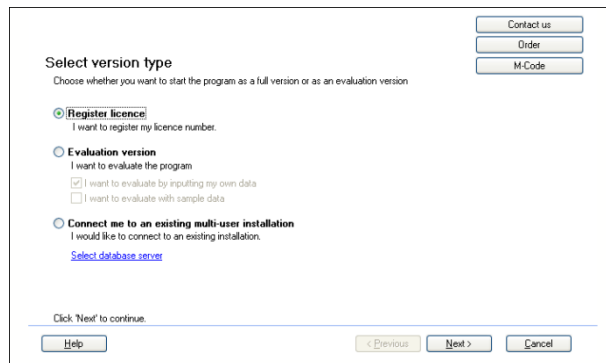 Contact us
Order
M-Code
Select version type
Choose whether you want to start the program as a full version or as an evaluation version
Register licence
I want to register my licence number.
Evaluation version
I want to evaluate the program
I want to evaluate by inputting my own data
I want to evaluate with sample data
Connect me to an existing multi-user installation
I would like to connect to an existing installation.
Select database server
Click 'Next' to continue.
Help < Previous Next > Cancel